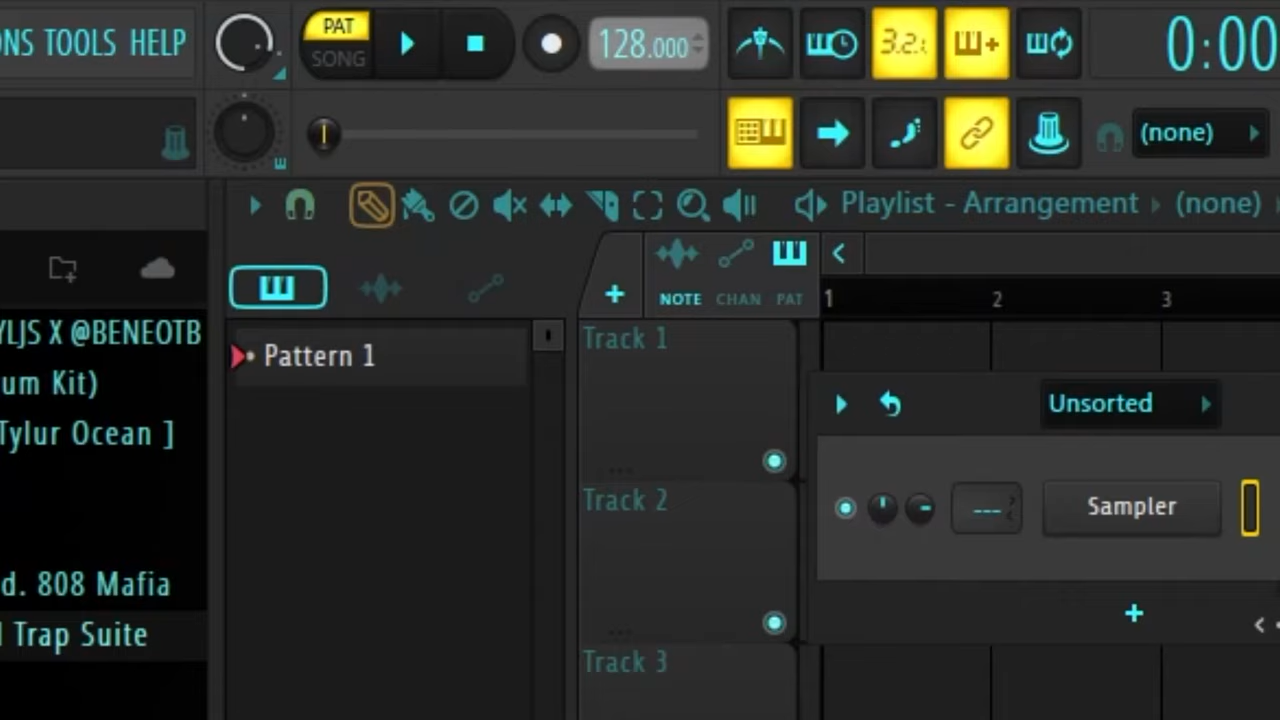 ONS TOOLS HELP
PAT
SONG
128.000
3.2.
0:00
(none)
Playlist - Arrangement
(none)
NOTE CHAN PAT
1 2 3
YLJS X @BENEOTB
um Kit)
Tylur Ocean ]
d. 808 Mafia
l Trap Suite
Pattern 1
Track 1
Track 2
Track 3
Unsorted
---
Sampler